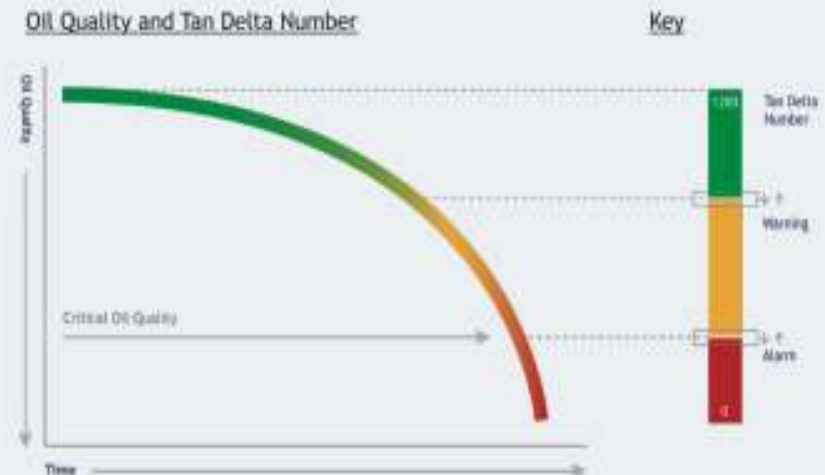 Oil Quality and Tan Delta Number
Key
Oil Quality
Tan Delta
Number
Warning
Critical Oil Quality
Alarm
0
Time